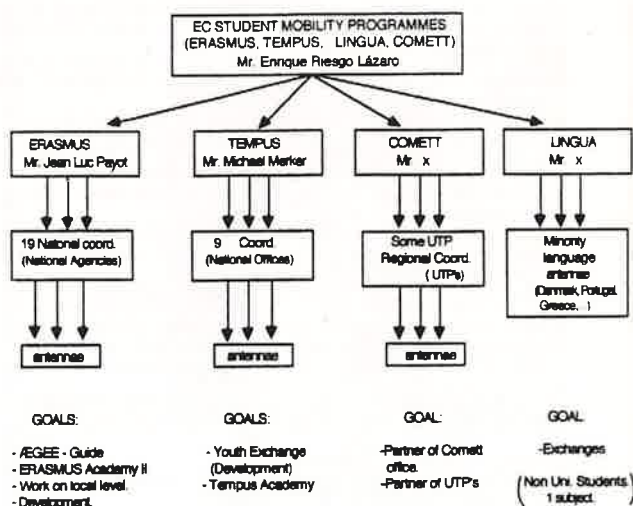 EC STUDENT MOBILITY PROGRAMMES
(ERASMUS, TEMPUS, LINGUA, COMETT)
Mr. Enrique Riesgo Lázaro
ERASMUS
Mr. Jean Luc Payot
TEMPUS
Mr. Michael Merker
COMETT
Mr x
LINGUA
Mr x
19 National coord.
(National Agencies)
9 Coord.
(National Offices)
Some UTP
Regional Coord.
(UTP's)
Minority
language
antennae
(Danmark, Portugal,
Greece, )
antennae
antennae
antennae
GOALS:
- ÆGEE - Guide
- ERASMUS Academy II
- Work on local level.
- Development.
GOALS:
- Youth Exchange
(Development)
- Tempus Academy
GOAL:
-Partner of Comett
office.
-Partner of UTP's
GOAL
-Exchanges
(Non Uni. Students.
1 subject.)